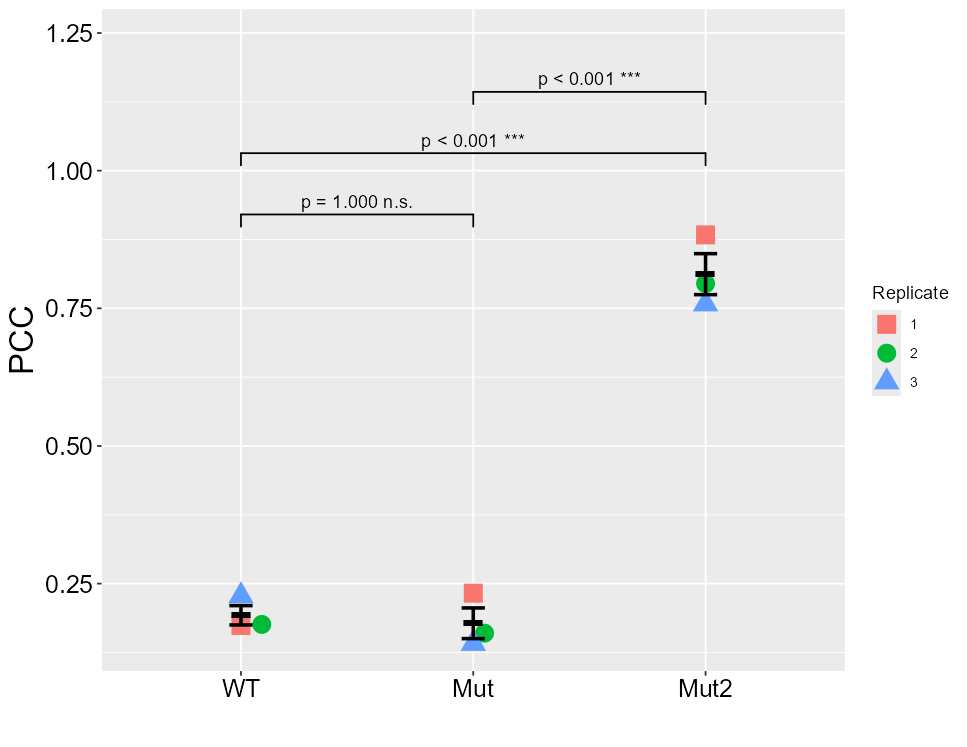 1.25
p < 0.001 ***
p < 0.001 ***
1.00
p = 1.000 n.s.
0.75
PCC
0.50
0.25
WT Mut Mut2
Replicate
1
2
3